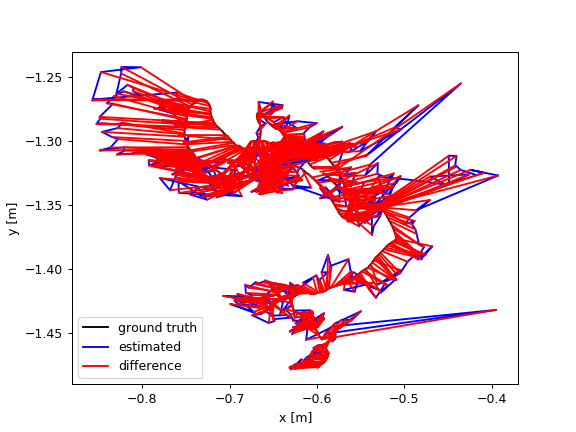 −1.25
−1.30
−1.35
−1.40
−1.45
y [m]
ground truth
estimated
difference
−0.8 −0.7 −0.6 −0.5 −0.4
x [m]